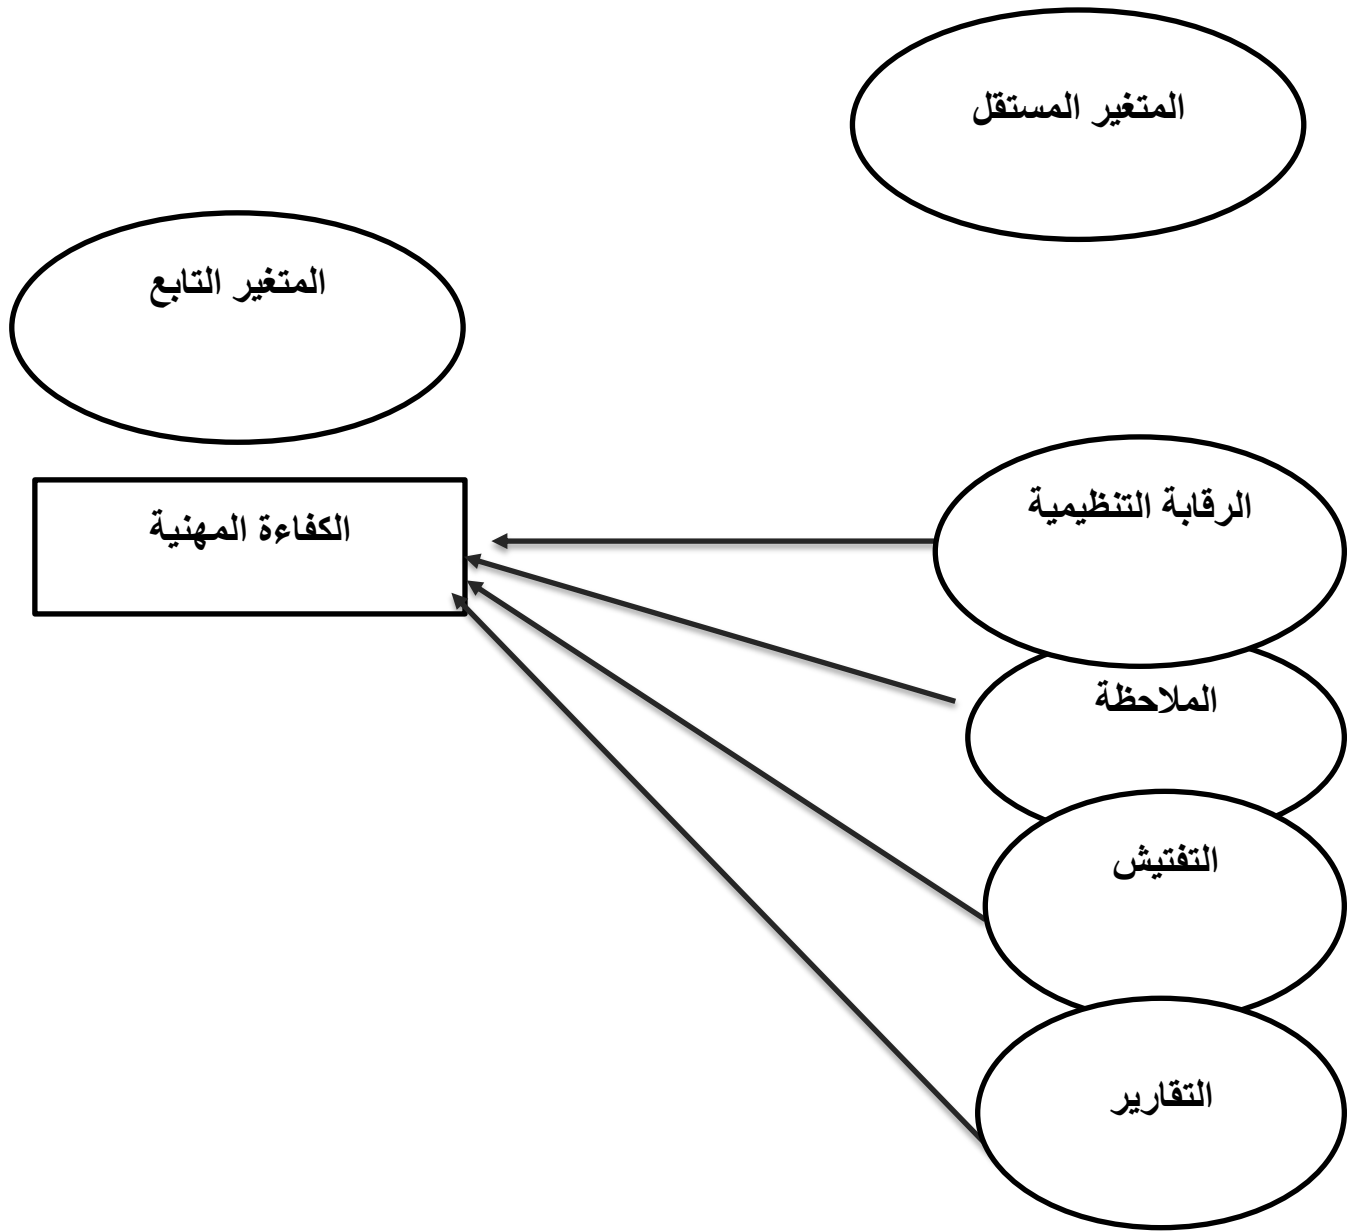 المتغير المستقل
المتغير التابع
الرقابة التنظيمية
الكفاءة المهنية
الملاحظة
التفتيش
التقارير